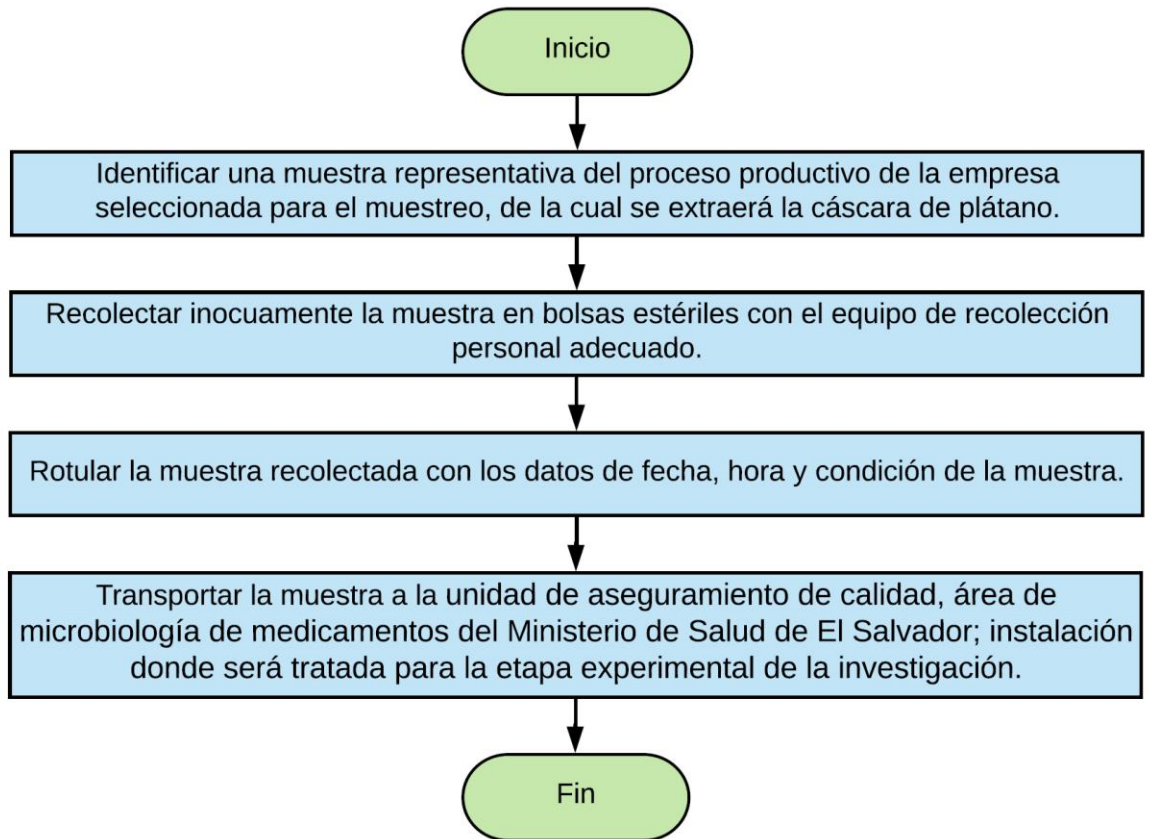 Inicio
Identificar una muestra representativa del proceso productivo de la empresa
seleccionada para el muestreo, de la cual se extraerá la cáscara de plátano.
Recolectar inocuamente la muestra en bolsas estériles con el equipo de recolección
personal adecuado.
Rotular la muestra recolectada con los datos de fecha, hora y condición de la muestra.
Transportar la muestra a la unidad de aseguramiento de calidad, área de
microbiología de medicamentos del Ministerio de Salud de El Salvador; instalación
donde será tratada para la etapa experimental de la investigación.
Fin